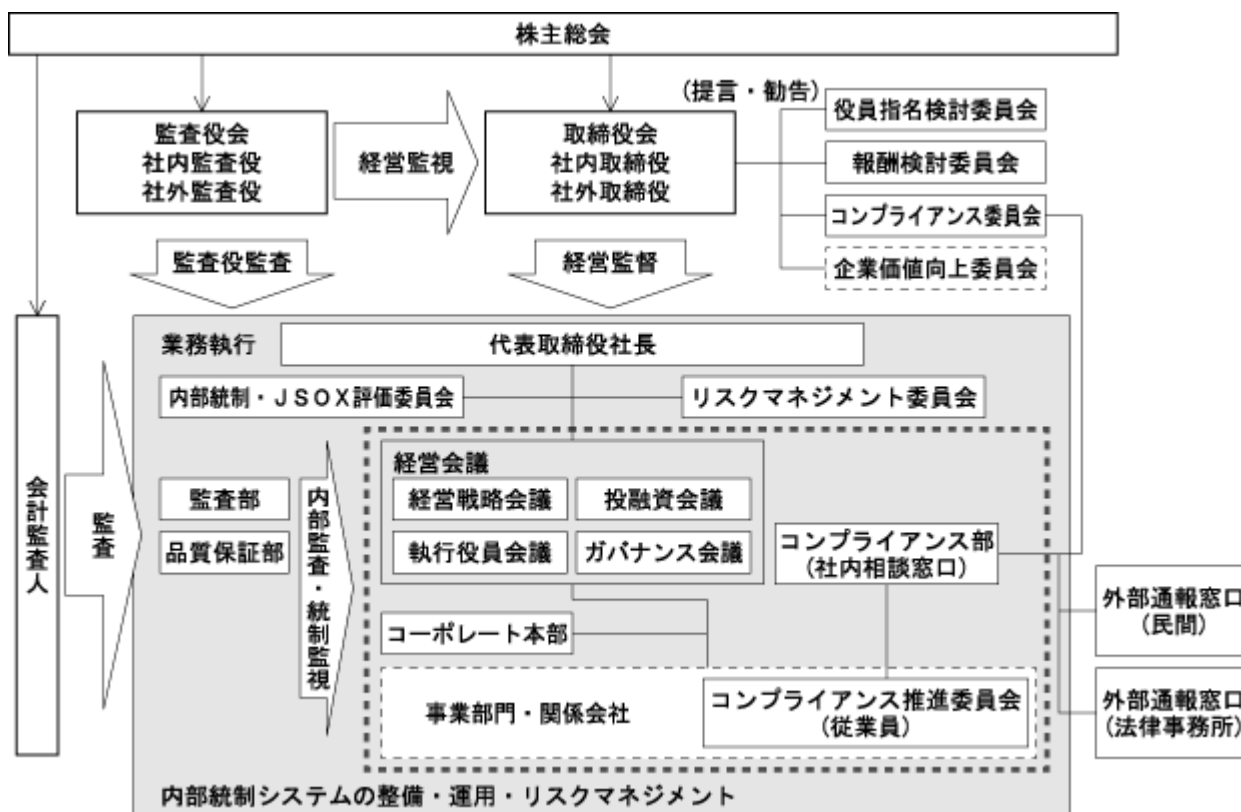 株主総会
(提言・勧告)
監査役会
社内監査役
社外監査役
経営監視
取締役会
社内取締役
社外取締役
役員指名検討委員会
報酬検討委員会
コンプライアンス委員会
企業価値向上委員会
監査役監査
経営監督
会計監査人
監査
業務執行
代表取締役社長
内部統制・JSOX評価委員会
リスクマネジメント委員会
監査部
品質保証部
内部監査・統制監視
経営会議
経営戦略会議
投融資会議
執行役員会議
ガバナンス会議
コンプライアンス部
(社内相談窓口)
コーポレート本部
事業部門・関係会社
コンプライアンス推進委員会
(従業員)
外部通報窓口
(民間)
外部通報窓口
(法律事務所)
内部統制システムの整備・運用・リスクマネジメント